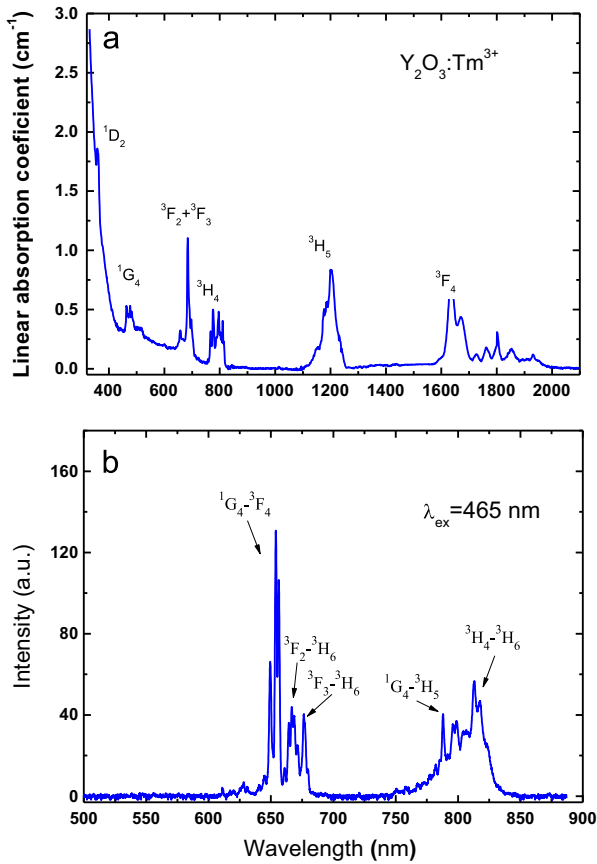 a
Y₂O₃:Tm³⁺
Linear absorption coeficient (cm⁻¹)
3.0
2.5
2.0
1.5
1.0
0.5
0.0
¹D₂
¹G₄
³F₂+³F₃
³H₄
³H₅
³F₄
400 600 800 1000 1200 1400 1600 1800 2000
b
λex=465 nm
Intensity (a.u.)
160
120
80
40
0
¹G₄-³F₄
³F₂-³H₆
³F₃-³H₆
¹G₄-³H₅
³H₄-³H₆
500 550 600 650 700 750 800 850 900
Wavelength (nm)